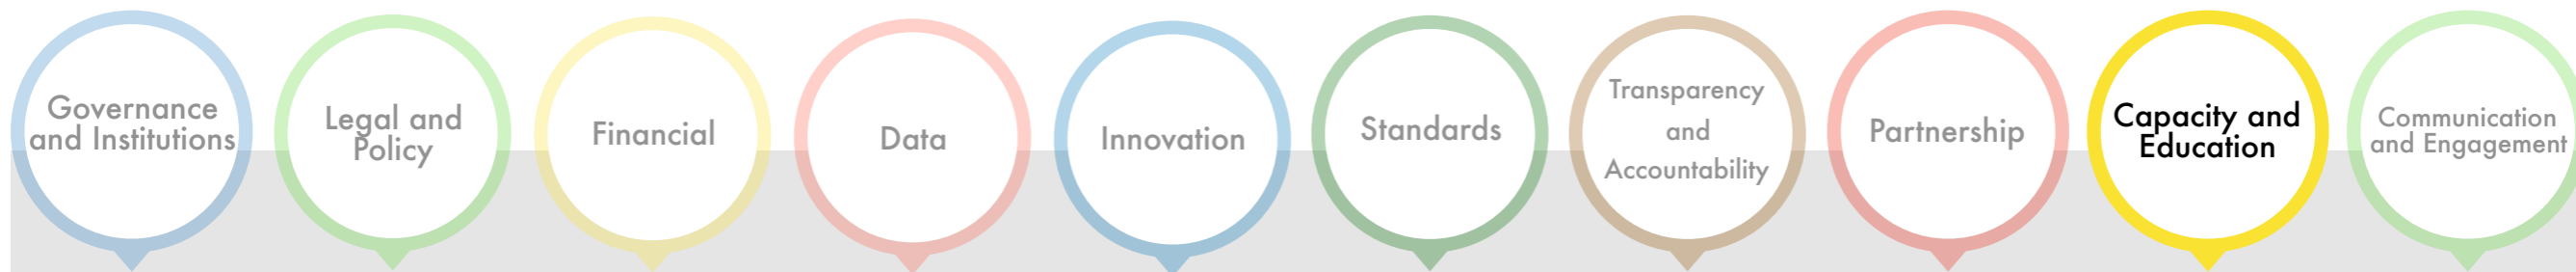 Governance
and Institutions
Legal and
Policy
Financial
Data
Innovation
Standards
Transparency
and
Accountability
Partnership
Capacity and
Education
Communication
and Engagement